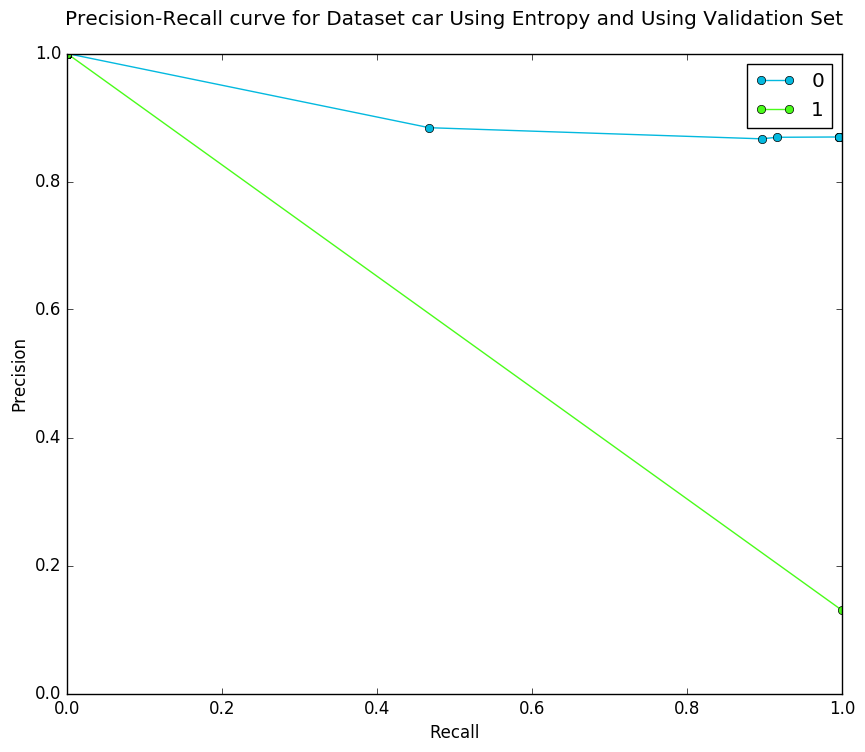 Precision-Recall curve for Dataset car Using Entropy and Using Validation Set
0
1
1.0
0.8
0.6
0.4
0.2
0.0
Precision
0.0 0.2 0.4 0.6 0.8 1.0
Recall